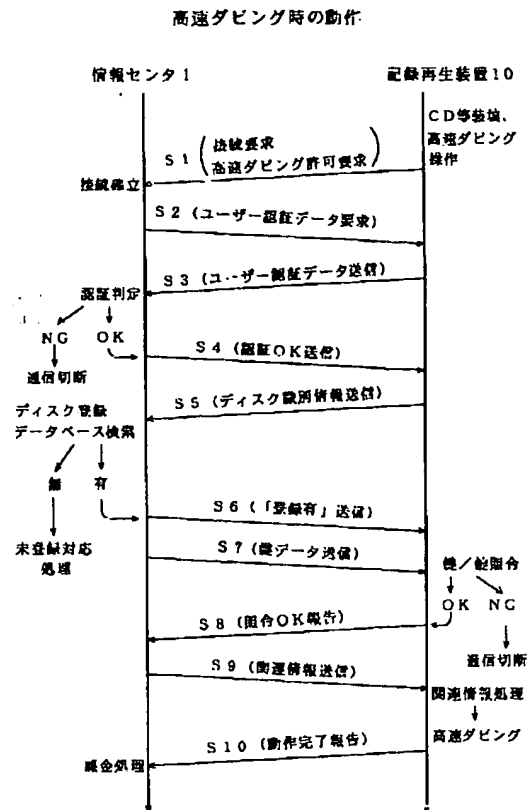 高速ダビング時の動作
情報センタ1
記録再生装置10
CD等装填、
高速ダビング
操作
S1
接続要求
高速ダビング許可要求
接続確立
S2 (ユーザー認証データ要求)
S3 (ユーザー認証データ送信)
認証判定
NG OK
S4 (認証OK送信)
通信切断
S5 (ディスク識別情報送信)
ディスク登録
データベース検索
無 有
S6 (「登録有」送信)
未登録対応
処理
S7 (鍵データ送信)
鍵/錠照合
OK NG
S8 (照合OK報告)
通信切断
S9 (関連情報送信)
関連情報処理
高速ダビング
S10 (動作完了報告)
課金処理